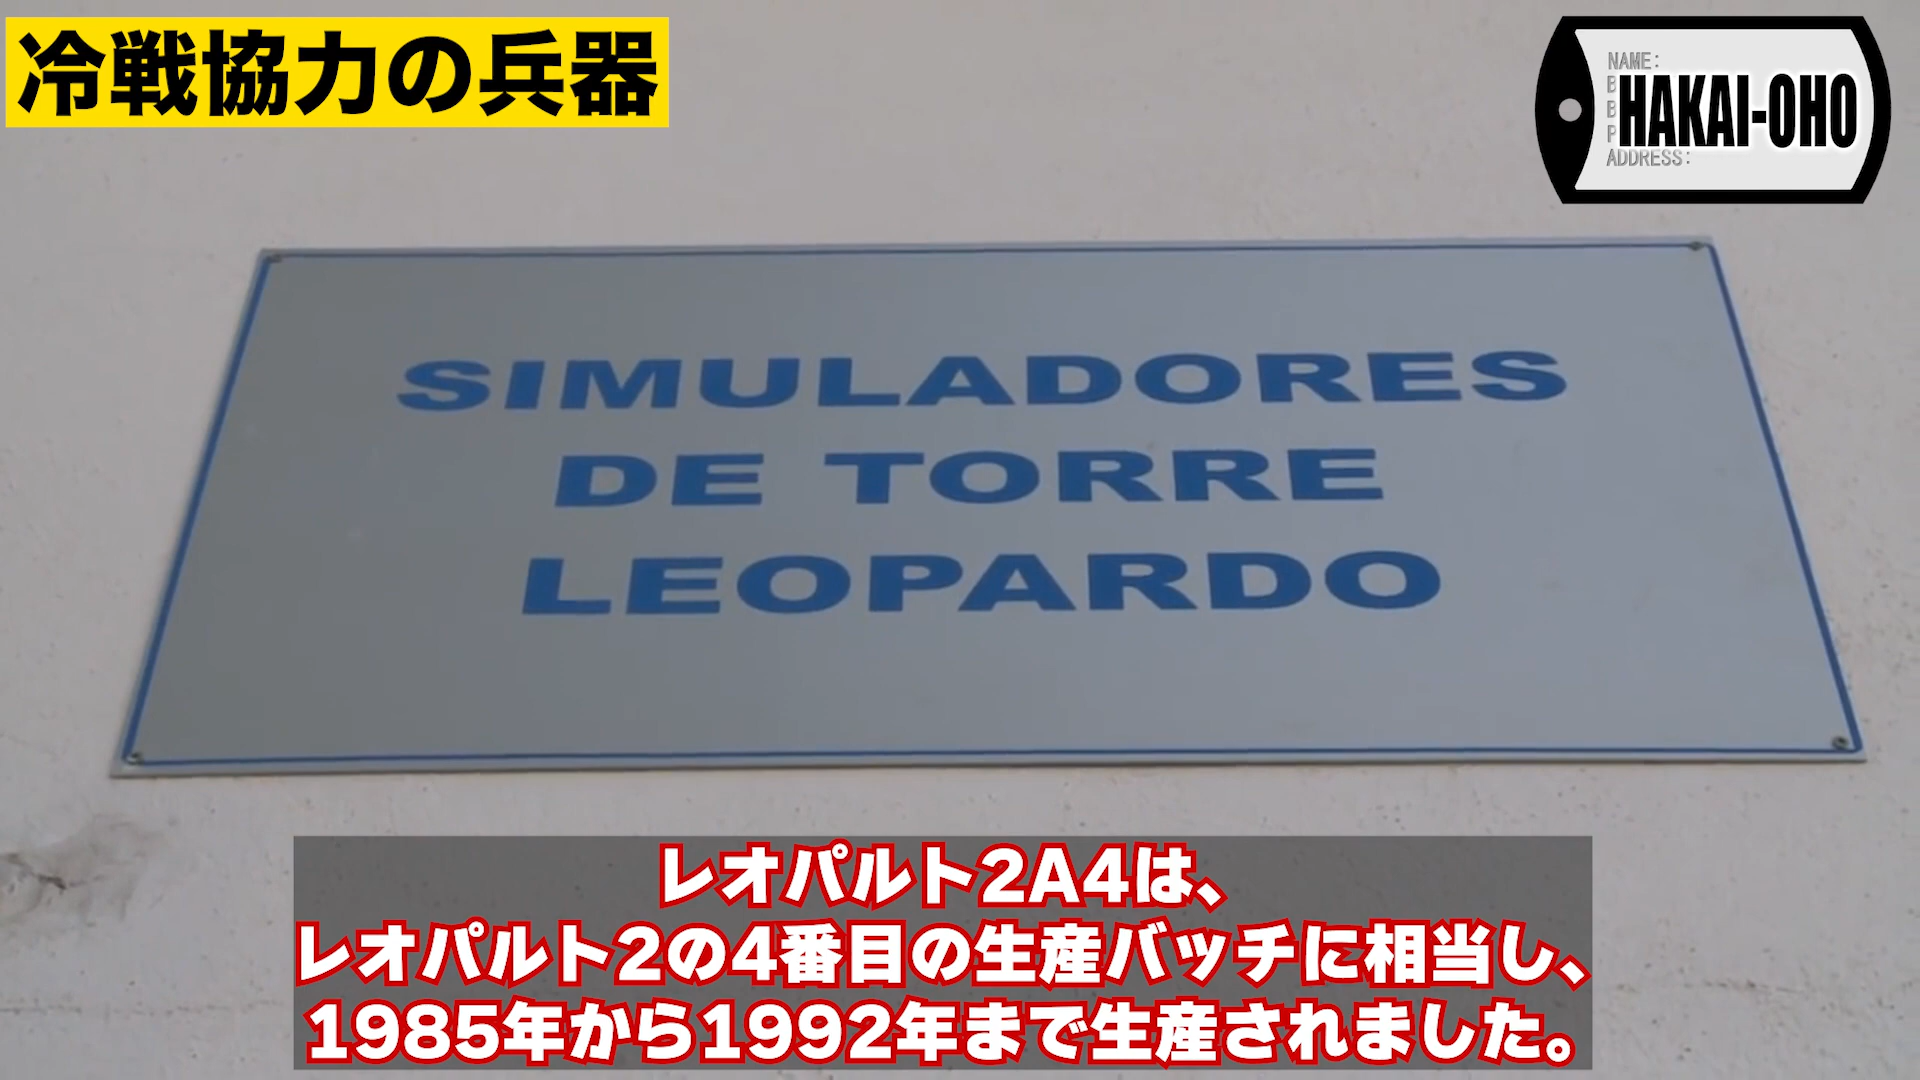 冷戦協力の兵器
NAME:
HAKAI-OHO
ADDRESS:
SIMULADORES
DE TORRE
LEOPARDO
レオパルト2A4は、
レオパルト2の4番目の生産バッチに相当し、
1985年から1992年まで生産されました。